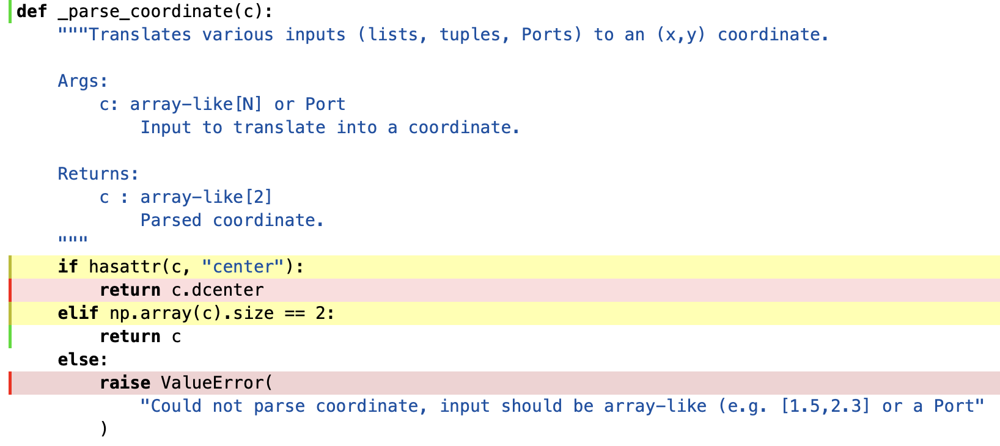 def _parse_coordinate(c):
"""Translates various inputs (lists, tuples, Ports) to an (x,y) coordinate.
Args:
c: array-like[N] or Port
Input to translate into a coordinate.
Returns:
c : array-like[2]
Parsed coordinate.
"""
if hasattr(c, "center"):
return c.dcenter
elif np.array(c).size == 2:
return c
else:
raise ValueError(
"Could not parse coordinate, input should be array-like (e.g. [1.5,2.3] or a Port"
)